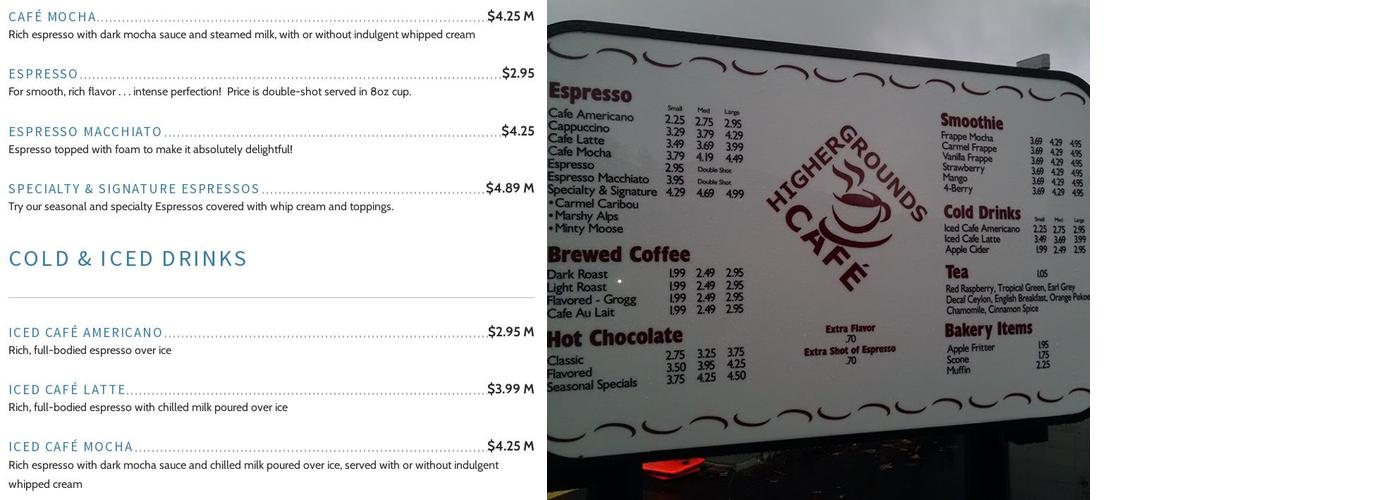 CAFÉ MOCHA $4.25 M
Rich espresso with dark mocha sauce and steamed milk, with or without indulgent whipped cream
ESPRESSO $2.95
For smooth, rich flavor . . . intense perfection! Price is double-shot served in 8oz cup.
ESPRESSO MACCHIATO $4.25
Espresso topped with foam to make it absolutely delightful!
SPECIALTY & SIGNATURE ESPRESSOS $4.89 M
Try our seasonal and specialty Espressos covered with whip cream and toppings.
COLD & ICED DRINKS
ICED CAFÉ AMERICANO $2.95 M
Rich, full-bodied espresso over ice
ICED CAFÉ LATTE $3.99 M
Rich, full-bodied espresso with chilled milk poured over ice
ICED CAFÉ MOCHA $4.25 M
Rich espresso with dark mocha sauce and chilled milk poured over ice, served with or without indulgent
whipped cream
Espresso
Small Med Large
Cafe Americano 2.25 2.75 2.95
Cappuccino 3.29 3.79 4.29
Cafe Latte 3.49 3.69 3.99
Cafe Mocha 3.79 4.19 4.49
Espresso 2.95 Double Shot
Espresso Macchiato 3.95 Double Shot
Specialty & Signature 4.29 4.69 4.99
• Carmel Caribou
• Marshy Alps
• Minty Moose
Brewed Coffee
Dark Roast 1.99 2.49 2.95
Light Roast 1.99 2.49 2.95
Flavored - Grogg 1.99 2.49 2.95
Cafe Au Lait 1.99 2.49 2.95
Hot Chocolate
Classic 2.75 3.25 3.75
Flavored 3.50 3.95 4.25
Seasonal Specials 3.75 4.25 4.50
HIGHER GROUNDS
CAFÉ
Extra Flavor
.70
Extra Shot of Espresso
.70
Smoothie
Frappe Mocha 3.69 4.29 4.95
Carmel Frappe 3.69 4.29 4.95
Vanilla Frappe 3.69 4.29 4.95
Strawberry 3.69 4.29 4.95
Mango 3.69 4.29 4.95
4-Berry 3.69 4.29 4.95
Cold Drinks
Small Med Large
Iced Cafe Americano 2.25 2.75 2.95
Iced Cafe Latte 3.49 3.69 3.99
Apple Cider 1.99 2.49 2.95
Tea 1.05
Red Raspberry, Tropical Green, Earl Grey
Decaf Ceylon, English Breakfast, Orange Pekoe
Chamomile, Cinnamon Spice
Bakery Items
Apple Fritter 1.95
Scone 1.75
Muffin 2.25